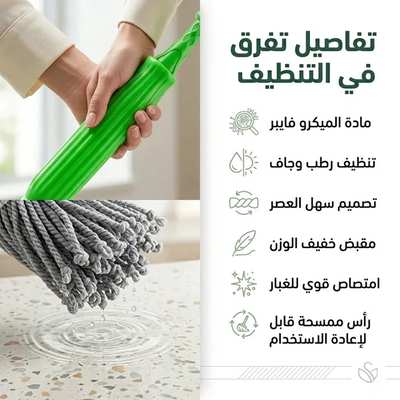 تفاصيل تفرق
في التنظيف
مادة الميكرو فايبر
تنظيف رطب وجاف
تصميم سهل العصر
مقبض خفيف الوزن
امتصاص قوي للغبار
رأس ممسحة قابل
لإعادة الاستخدام